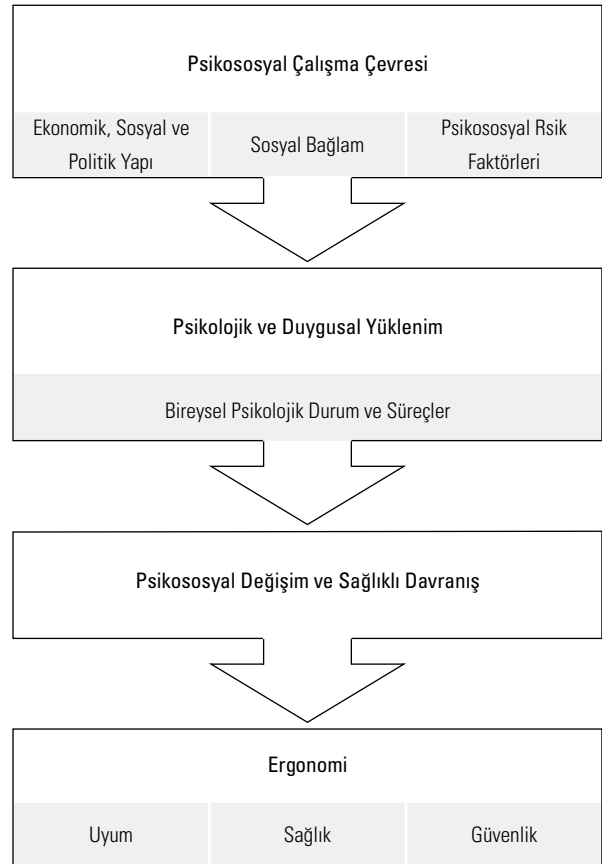 Psikososyal Çalışma Çevresi
Ekonomik, Sosyal ve
Politik Yapı
Sosyal Bağlam
Psikososyal Rsik
Faktörleri
Psikolojik ve Duygusal Yüklenim
Bireysel Psikolojik Durum ve Süreçler
Psikososyal Değişim ve Sağlıklı Davranış
Ergonomi
Uyum
Sağlık
Güvenlik